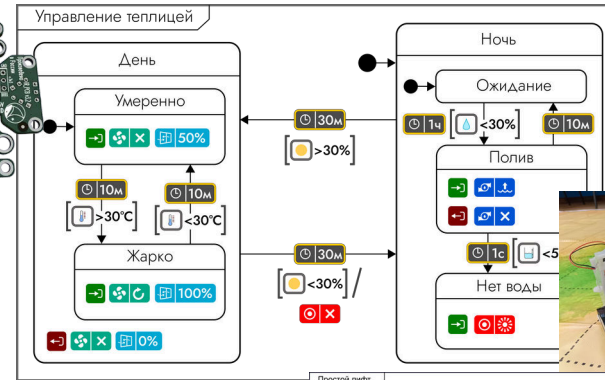 Управление теплицей
День
Ночь
Умеренно
50%
Ожидание
30м
>30%
1ч
<30%
10м
Полив
10м
>30°C
10м
<30°C
Жарко
100%
30м
<30%
1с
<5
Нет воды
0%
Простой лифт